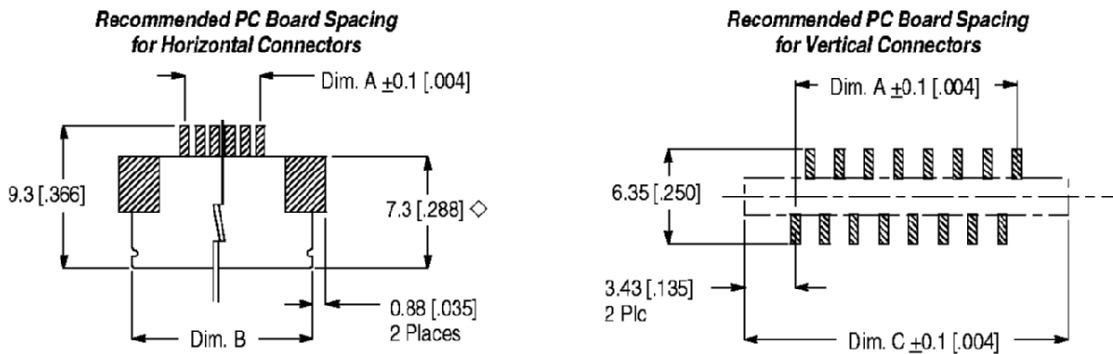 Recommended PC Board Spacing
for Horizontal Connectors
Dim. A ±0.1 [.004]
9.3 [.366]
7.3 [.288] ◇
0.88 [.035]
2 Places
Dim. B
Recommended PC Board Spacing
for Vertical Connectors
Dim. A ±0.1 [.004]
6.35 [.250]
3.43 [.135]
2 Plc
Dim. C ±0.1 [.004]